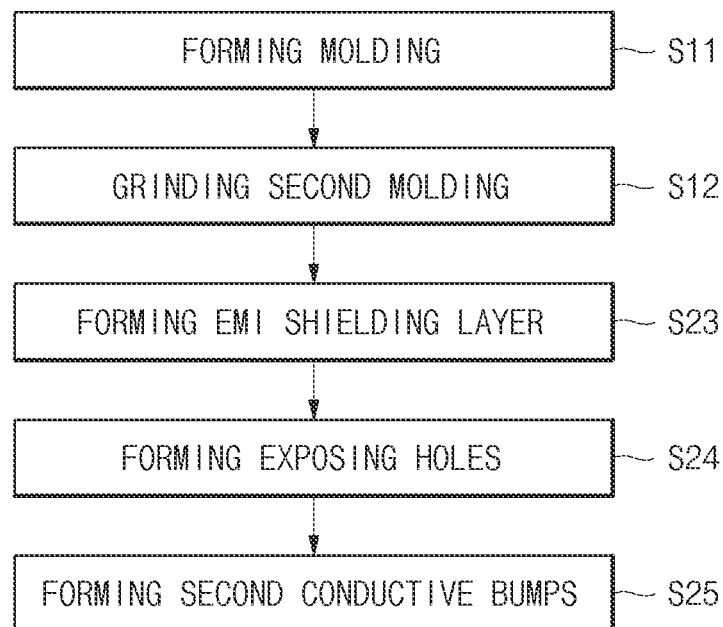 FORMING MOLDING S11
GRINDING SECOND MOLDING S12
FORMING EMI SHIELDING LAYER S23
FORMING EXPOSING HOLES S24
FORMING SECOND CONDUCTIVE BUMPS S25